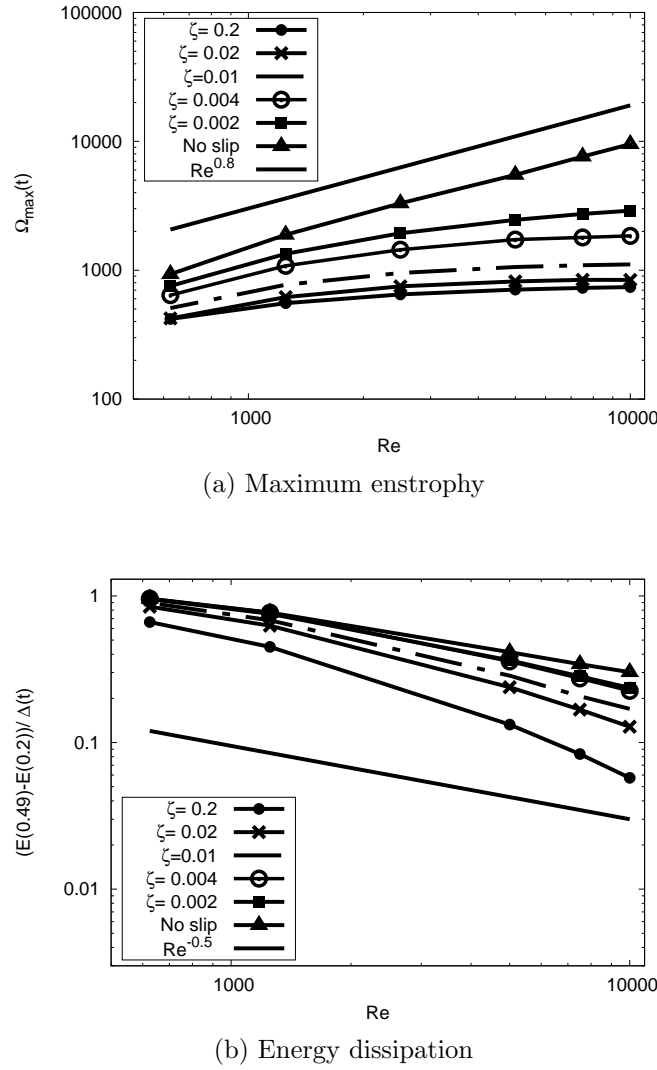 100000
10000
1000
100
Ωmax(t)
ζ= 0.2
ζ= 0.02
ζ=0.01
ζ= 0.004
ζ= 0.002
No slip
Re^0.8
1000
10000
Re
(a) Maximum enstrophy
1
0.1
0.01
(E(0.49)-E(0.2))/ Δ(t)
ζ= 0.2
ζ= 0.02
ζ=0.01
ζ= 0.004
ζ= 0.002
No slip
Re^-0.5
1000
10000
Re
(b) Energy dissipation